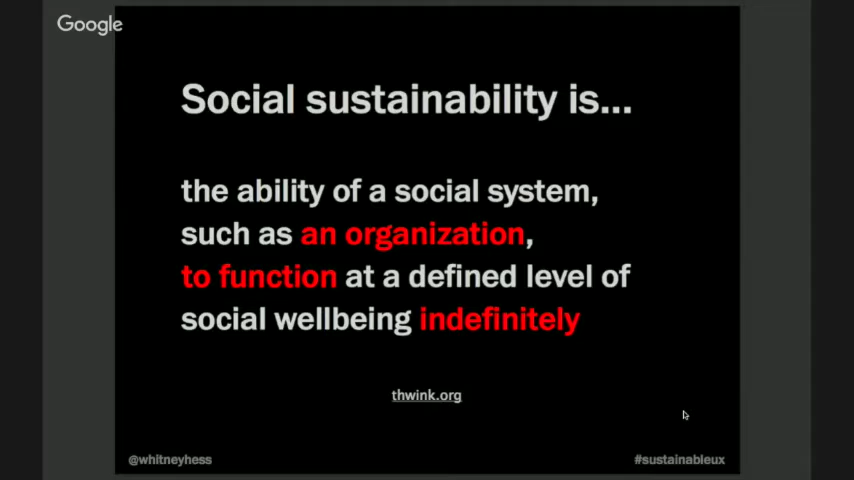 Google
Social sustainability is...
the ability of a social system,
such as an organization,
to function at a defined level of
social wellbeing indefinitely
thwink.org
@whitneyhess
#sustainableux